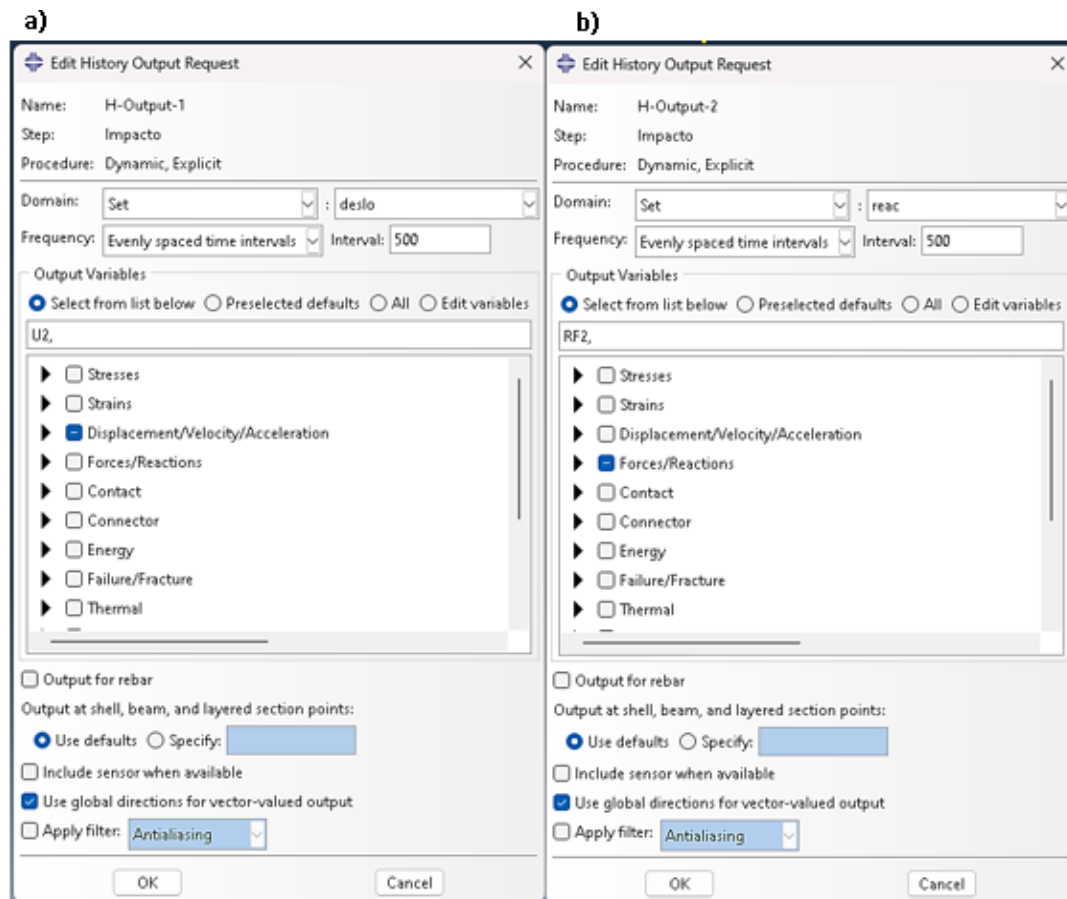 a)
Edit History Output Request
Name: H-Output-1
Step: Impacto
Procedure: Dynamic, Explicit
Domain: Set : deslo
Frequency: Evenly spaced time intervals Interval: 500
Output Variables
Select from list below Preselected defaults All Edit variables
U2,
Stresses
Strains
Displacement/Velocity/Acceleration
Forces/Reactions
Contact
Connector
Energy
Failure/Fracture
Thermal
Output for rebar
Output at shell, beam, and layered section points:
Use defaults Specify:
Include sensor when available
Use global directions for vector-valued output
Apply filter: Antialiasing
OK Cancel
b)
Edit History Output Request
Name: H-Output-2
Step: Impacto
Procedure: Dynamic, Explicit
Domain: Set : reac
Frequency: Evenly spaced time intervals Interval: 500
Output Variables
Select from list below Preselected defaults All Edit variables
RF2,
Stresses
Strains
Displacement/Velocity/Acceleration
Forces/Reactions
Contact
Connector
Energy
Failure/Fracture
Thermal
Output for rebar
Output at shell, beam, and layered section points:
Use defaults Specify:
Include sensor when available
Use global directions for vector-valued output
Apply filter: Antialiasing
OK Cancel